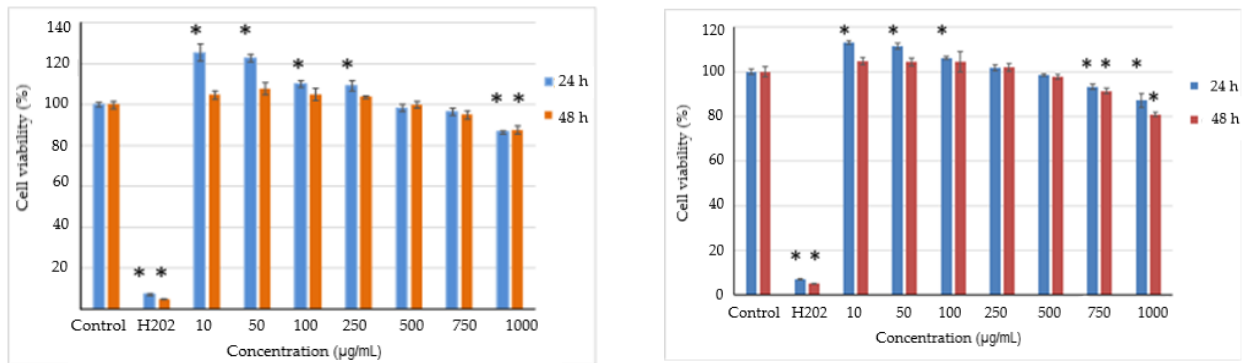 140
120
100
80
60
40
20
Cell viability (%)
* * * * * * * *
24 h
48 h
Control H202 10 50 100 250 500 750 1000
Concentration (µg/mL)
120
100
80
60
40
20
0
Cell viability (%)
* * * * * * * * *
24 h
48 h
Control H202 10 50 100 250 500 750 1000
Concentration (µg/mL)